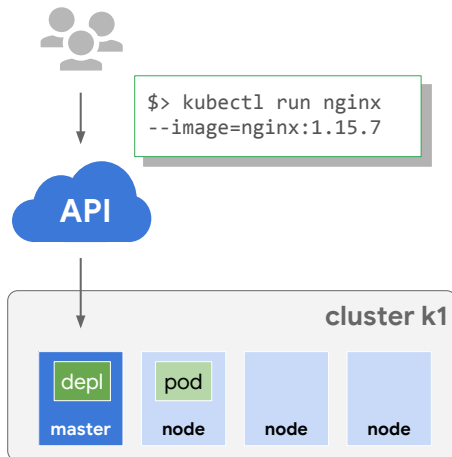 $> kubectl run nginx
--image=nginx:1.15.7
API
cluster k1
depl
pod
master
node
node
node